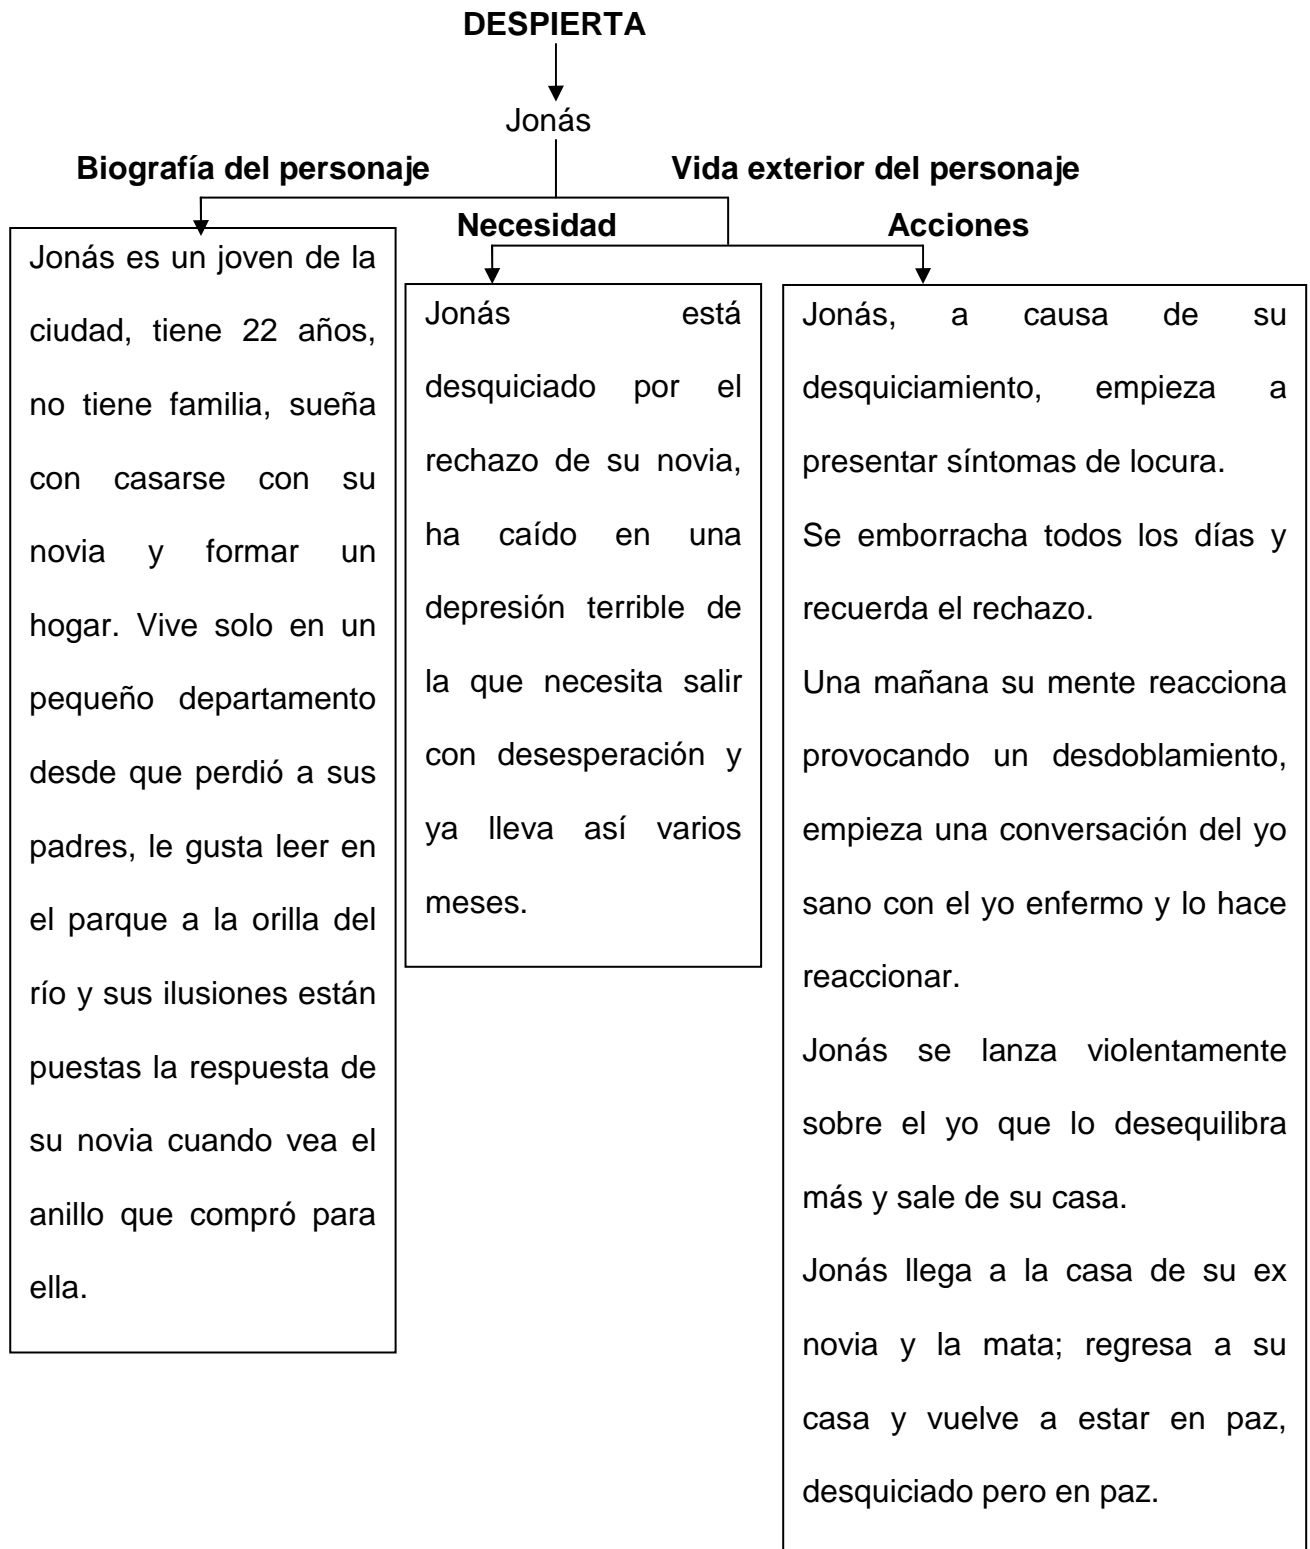 DESPIERTA
Jonás
Biografía del personaje
Vida exterior del personaje
Necesidad
Acciones
Jonás es un joven de la
ciudad, tiene 22 años,
no tiene familia, sueña
con casarse con su
novia y formar un
hogar. Vive solo en un
pequeño departamento
desde que perdió a sus
padres, le gusta leer en
el parque a la orilla del
río y sus ilusiones están
puestas la respuesta de
su novia cuando vea el
anillo que compró para
ella.
Jonás está
desquiciado por el
rechazo de su novia,
ha caído en una
depresión terrible de
la que necesita salir
con desesperación y
ya lleva así varios
meses.
Jonás, a causa de su
desquiciamiento, empieza a
presentar síntomas de locura.
Se emborracha todos los días y
recuerda el rechazo.
Una mañana su mente reacciona
provocando un desdoblamiento,
empieza una conversación del yo
sano con el yo enfermo y lo hace
reaccionar.
Jonás se lanza violentamente
sobre el yo que lo desequilibra
más y sale de su casa.
Jonás llega a la casa de su ex
novia y la mata; regresa a su
casa y vuelve a estar en paz,
desquiciado pero en paz.